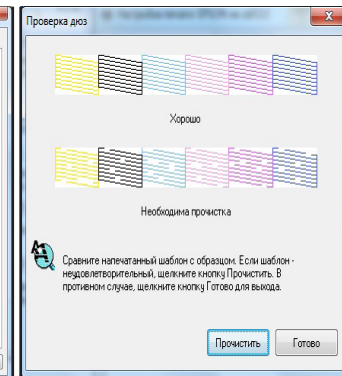 Проверка дюз
Хорошо
Необходима прочистка
Сравните напечатанный шаблон с образцом. Если шаблон -
неудовлетворительный, щелкните кнопку Прочистить. В
противном случае, щелкните кнопку Готово для выхода.
Прочистить Готово